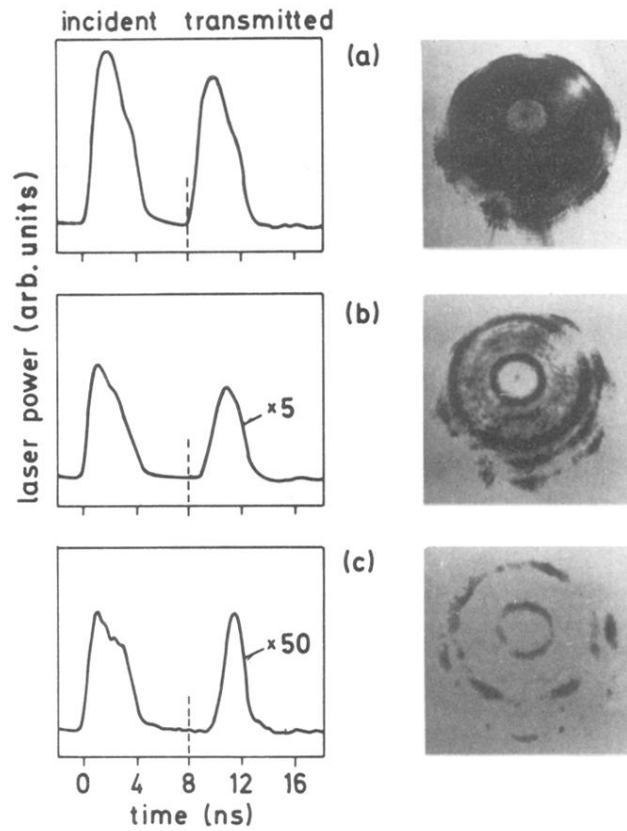 incident transmitted
(a)
laser power (arb. units)
(b)
×5
(c)
×50
0 4 8 12 16
time (ns)